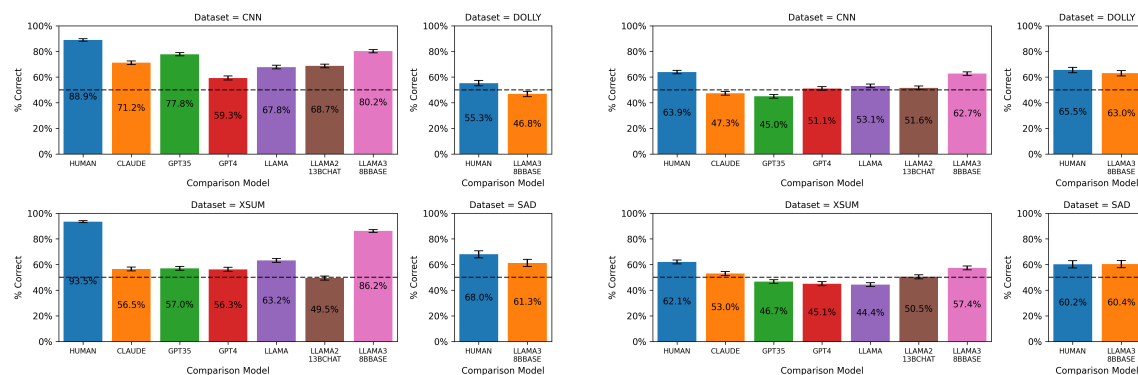 Dataset = CNN
% Correct
100%
80%
60%
40%
20%
0%
88.9%
71.2%
77.8%
59.3%
67.8%
68.7%
80.2%
HUMAN
CLAUDE
GPT35
GPT4
LLAMA
LLAMA2
13BCHAT
LLAMA3
8BBASE
Comparison Model
Dataset = DOLLY
% Correct
100%
80%
60%
40%
20%
0%
55.3%
46.8%
HUMAN
LLAMA3
8BBASE
Comparison Model
Dataset = CNN
% Correct
100%
80%
60%
40%
20%
0%
63.9%
47.3%
45.0%
51.1%
53.1%
51.6%
62.7%
HUMAN
CLAUDE
GPT35
GPT4
LLAMA
LLAMA2
13BCHAT
LLAMA3
8BBASE
Comparison Model
Dataset = DOLLY
% Correct
100%
80%
60%
40%
20%
0%
65.5%
63.0%
HUMAN
LLAMA3
8BBASE
Comparison Model
Dataset = XSUM
% Correct
100%
80%
60%
40%
20%
0%
93.5%
56.5%
57.0%
56.3%
63.2%
49.5%
86.2%
HUMAN
CLAUDE
GPT35
GPT4
LLAMA
LLAMA2
13BCHAT
LLAMA3
8BBASE
Comparison Model
Dataset = SAD
% Correct
100%
80%
60%
40%
20%
0%
68.0%
61.3%
HUMAN
LLAMA3
8BBASE
Comparison Model
Dataset = XSUM
% Correct
100%
80%
60%
40%
20%
0%
62.1%
53.0%
46.7%
45.1%
44.4%
50.5%
57.4%
HUMAN
CLAUDE
GPT35
GPT4
LLAMA
LLAMA2
13BCHAT
LLAMA3
8BBASE
Comparison Model
Dataset = SAD
% Correct
100%
80%
60%
40%
20%
0%
60.2%
60.4%
HUMAN
LLAMA3
8BBASE
Comparison Model